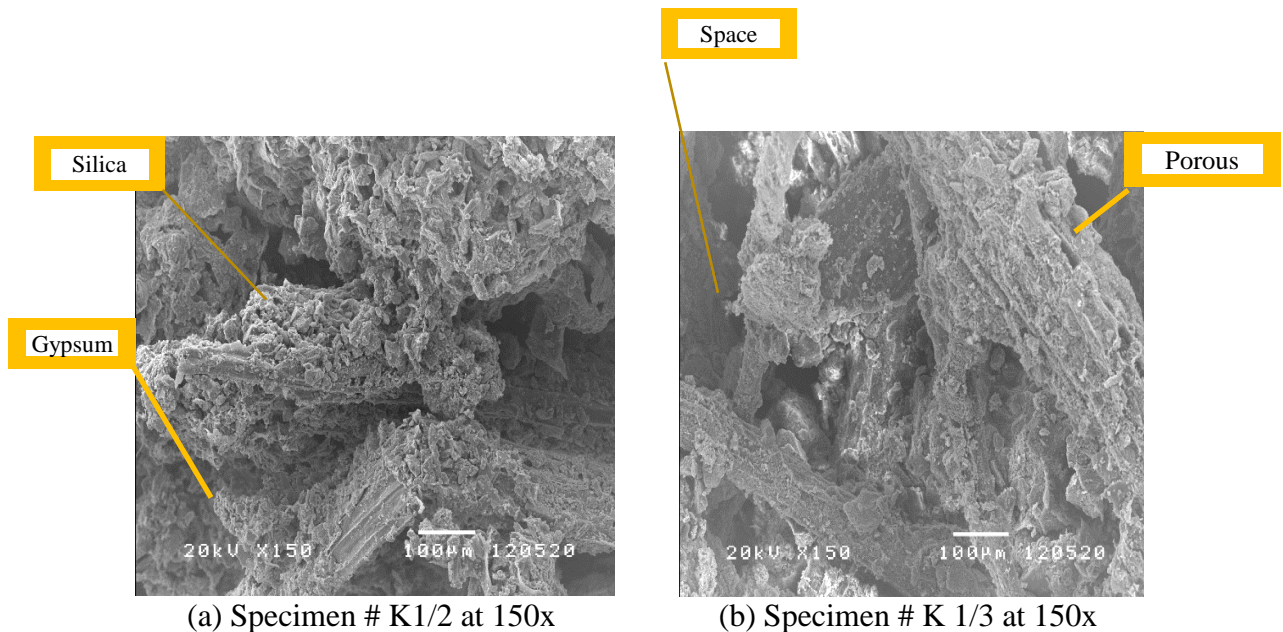 Space
Silica
Porous
Gypsum
20kV X150 100µm 120520
20kV X150 100µm 120520
(a) Specimen # K1/2 at 150x
(b) Specimen # K 1/3 at 150x